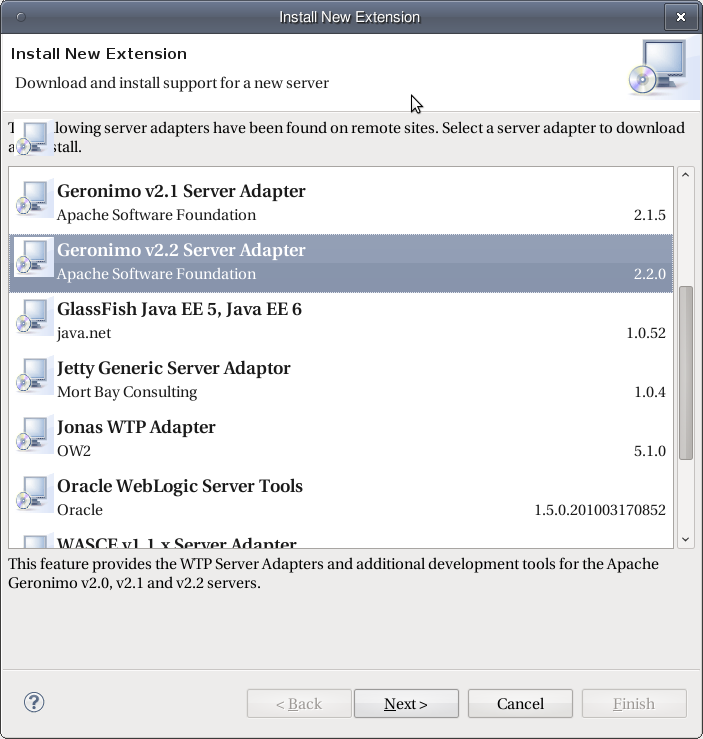 Install New Extension
Install New Extension
Download and install support for a new server
T lowing server adapters have been found on remote sites. Select a server adapter to download
a stall.
Geronimo v2.1 Server Adapter
Apache Software Foundation 2.1.5
Geronimo v2.2 Server Adapter
Apache Software Foundation 2.2.0
GlassFish Java EE 5, Java EE 6
java.net 1.0.52
Jetty Generic Server Adaptor
Mort Bay Consulting 1.0.4
Jonas WTP Adapter
OW2 5.1.0
Oracle WebLogic Server Tools
Oracle 1.5.0.201003170852
WASCE v1.1.x Server Adapter
This feature provides the WTP Server Adapters and additional development tools for the Apache
Geronimo v2.0, v2.1 and v2.2 servers.
? < Back Next > Cancel Finish